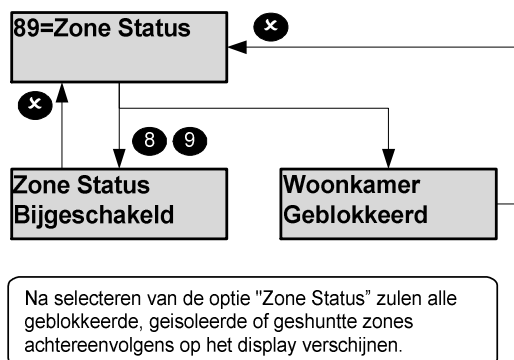 89=Zone Status
x
x
8 9
Zone Status
Bijgeschakeld
Woonkamer
Geblokkeerd
Na selecteren van de optie "Zone Status” zulen alle
geblokkeerde, geisoleerde of geshuntte zones
achtereenvolgens op het display verschijnen.